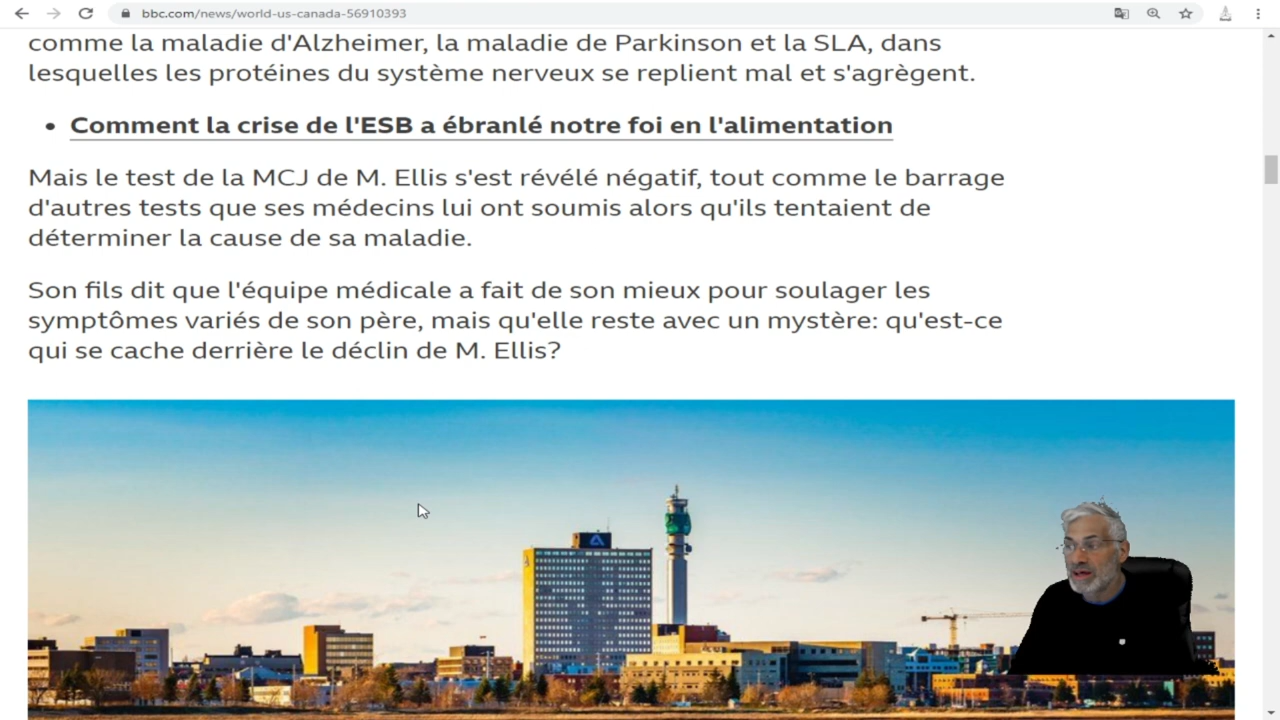 bbc.com/news/world-us-canada-56910393
comme la maladie d'Alzheimer, la maladie de Parkinson et la SLA, dans
lesquelles les protéines du système nerveux se replient mal et s'agrègent.
• Comment la crise de l'ESB a ébranlé notre foi en l'alimentation
Mais le test de la MCJ de M. Ellis s'est révélé négatif, tout comme le barrage
d'autres tests que ses médecins lui ont soumis alors qu'ils tentaient de
déterminer la cause de sa maladie.
Son fils dit que l'équipe médicale a fait de son mieux pour soulager les
symptômes variés de son père, mais qu'elle reste avec un mystère: qu'est-ce
qui se cache derrière le déclin de M. Ellis?